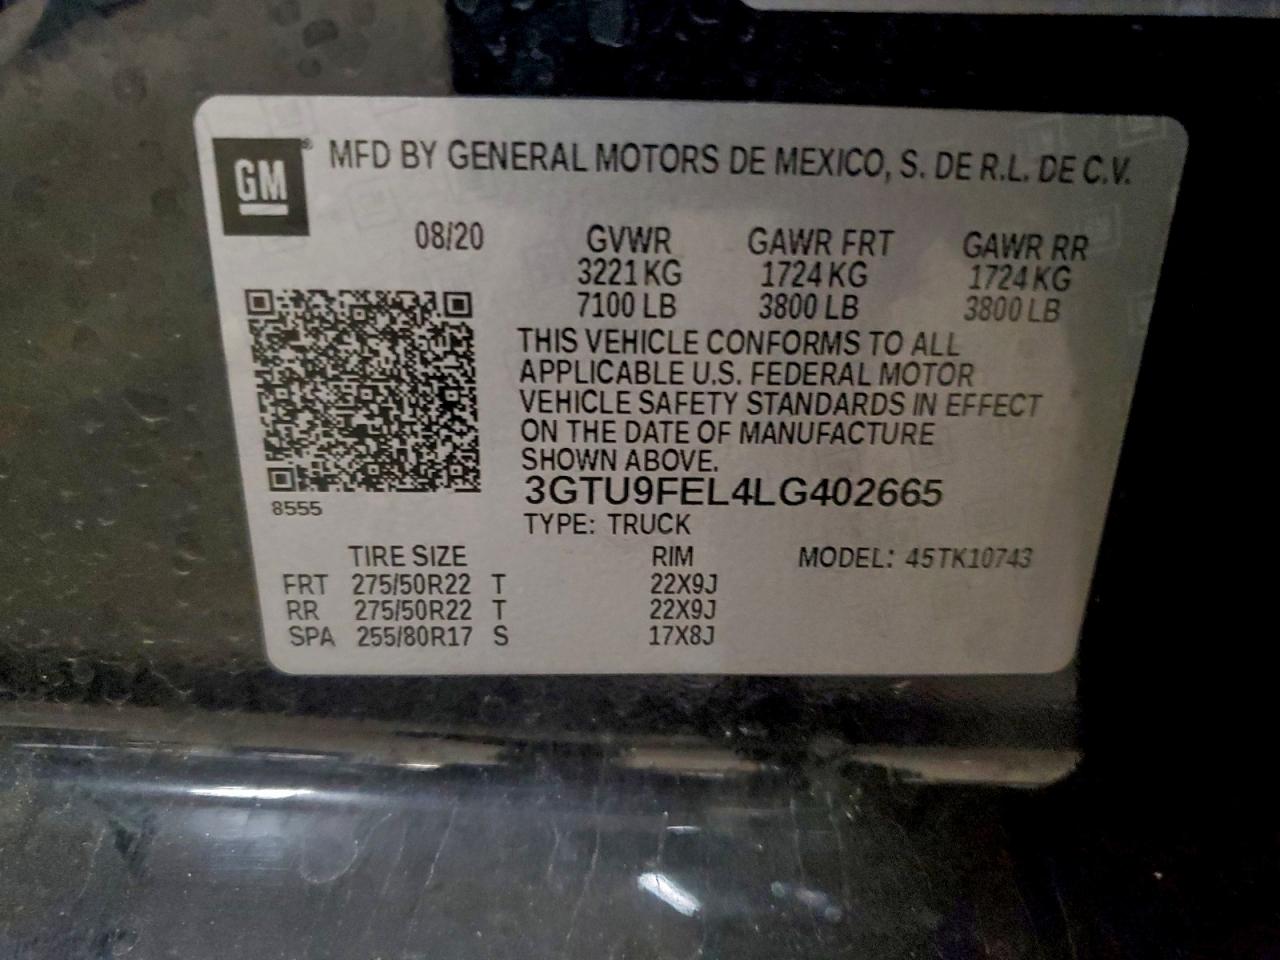 GM® MFD BY GENERAL MOTORS DE MEXICO, S. DE R.L. DE C.V.
08/20 GVWR GAWR FRT GAWR RR
3221 KG 1724 KG 1724 KG
7100 LB 3800 LB 3800 LB
THIS VEHICLE CONFORMS TO ALL
APPLICABLE U.S. FEDERAL MOTOR
VEHICLE SAFETY STANDARDS IN EFFECT
ON THE DATE OF MANUFACTURE
SHOWN ABOVE.
3GTU9FEL4LG402665
8555
TYPE: TRUCK
TIRE SIZE RIM MODEL: 45TK10743
FRT 275/50R22 T 22X9J
RR 275/50R22 T 22X9J
SPA 255/80R17 S 17X8J